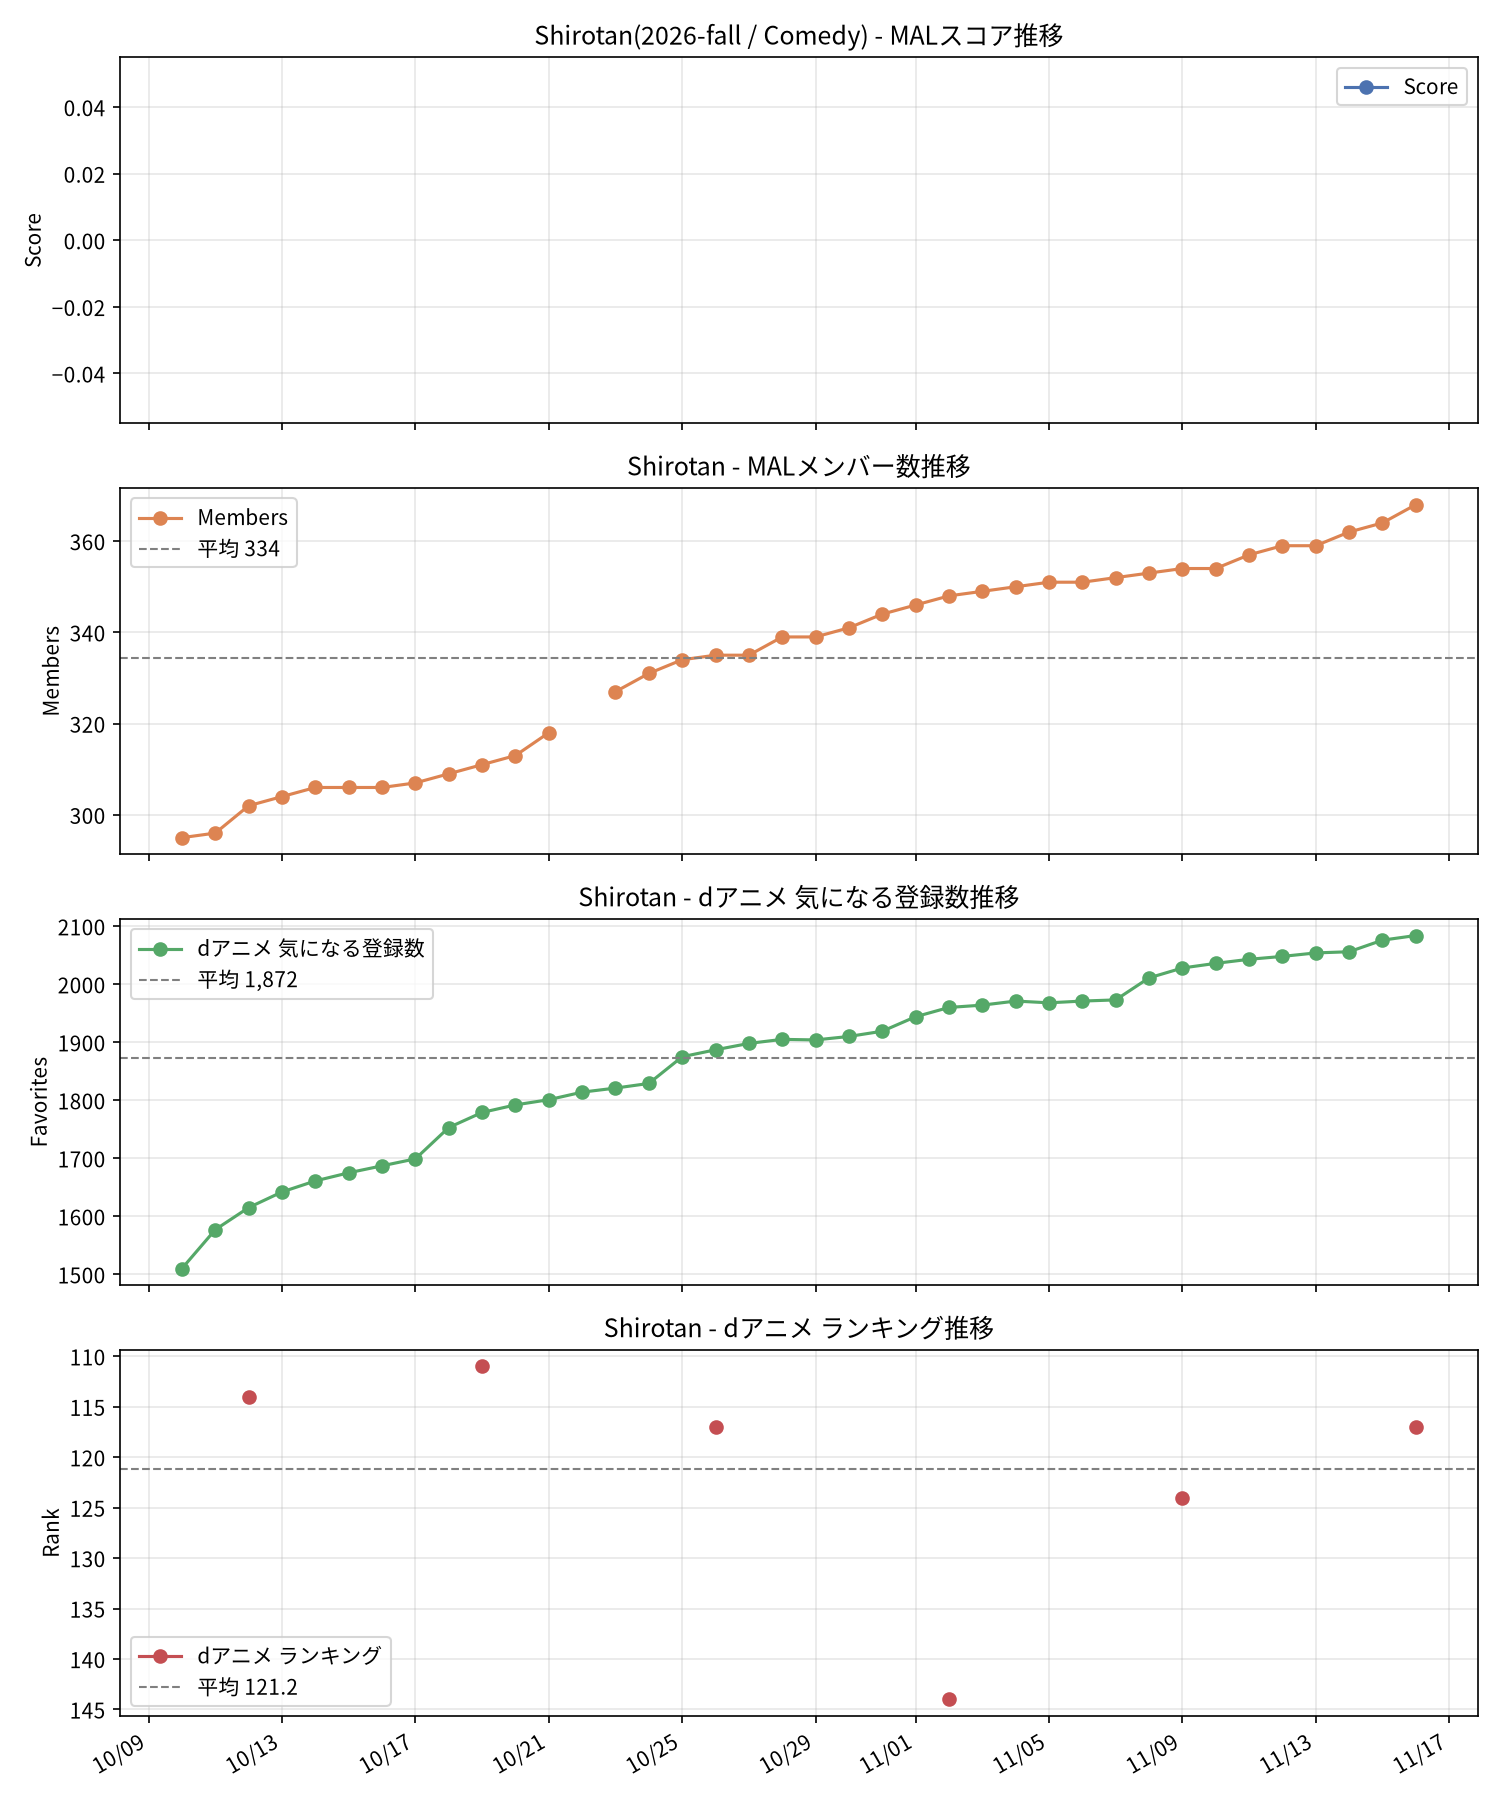 Shirotan(2026-fall / Comedy) - MALスコア推移
Score
0.04
0.02
0.00
−0.02
−0.04
Score
Shirotan - MALメンバー数推移
Members
平均 334
360
340
320
300
Members
Shirotan - dアニメ 気になる登録数推移
dアニメ 気になる登録数
平均 1,872
2100
2000
1900
1800
1700
1600
1500
Favorites
Shirotan - dアニメ ランキング推移
110
115
120
125
130
135
140
145
Rank
dアニメ ランキング
平均 121.2
10/09
10/13
10/17
10/21
10/25
10/29
11/01
11/05
11/09
11/13
11/17